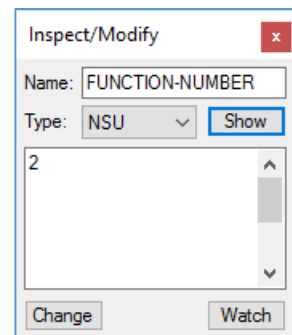 Inspect/Modify x
Name: FUNCTION-NUMBER
Type: NSU Show
2
Change Watch